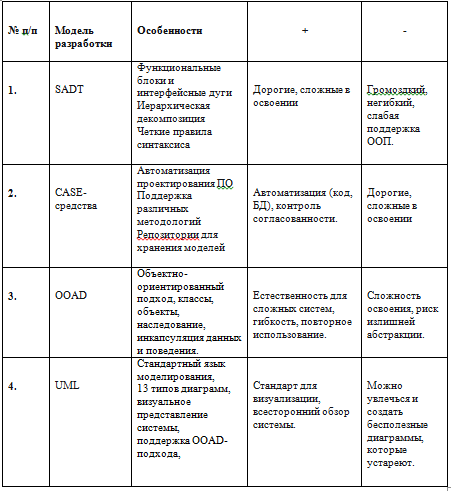 № п/п Модель разработки Особенности + -
1. SADT
Функциональные
блоки и
интерфейсные дуги
Иерархическая
декомпозиция
Четкие правила
синтаксиса
Дорогие, сложные в
освоении
Громоздкий,
негибкий,
слабая
поддержка
ООП.
2. CASE-
средства
Автоматизация
проектирования ПО
Поддержка
различных
методологий
Репозитории для
хранения моделей
Автоматизация (код,
БД), контроль
согласованности.
Дорогие,
сложные в
освоении
3. OOAD
Объектно-
ориентированный
подход, классы,
объекты,
наследование,
инкапсуляция данных
и поведения.
Естественность для
сложных систем,
гибкость, повторное
использование.
Сложность
освоения, риск
излишней
абстракции.
4. UML
Стандартный язык
моделирования,
13 типов диаграмм,
визуальное
представление
системы,
поддержка OOAD-
подхода,
Стандарт для
визуализации,
всесторонний обзор
системы.
Можно
увлечься и
создать
бесполезные
диаграммы,
которые
устареют.